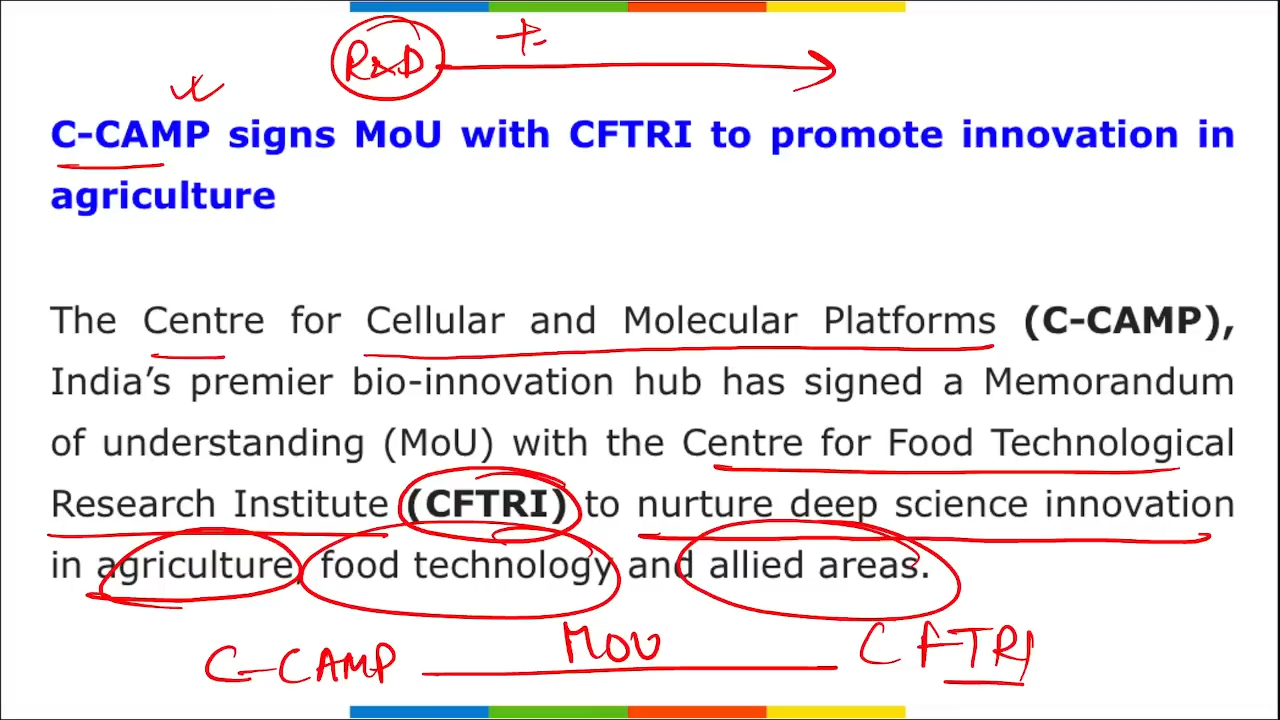 R&D
C-CAMP signs MoU with CFTRI to promote innovation in
agriculture
The Centre for Cellular and Molecular Platforms (C-CAMP),
India’s premier bio-innovation hub has signed a Memorandum
of understanding (MoU) with the Centre for Food Technological
Research Institute (CFTRI) to nurture deep science innovation
in agriculture, food technology and allied areas.
C-CAMP MOU CFTRI